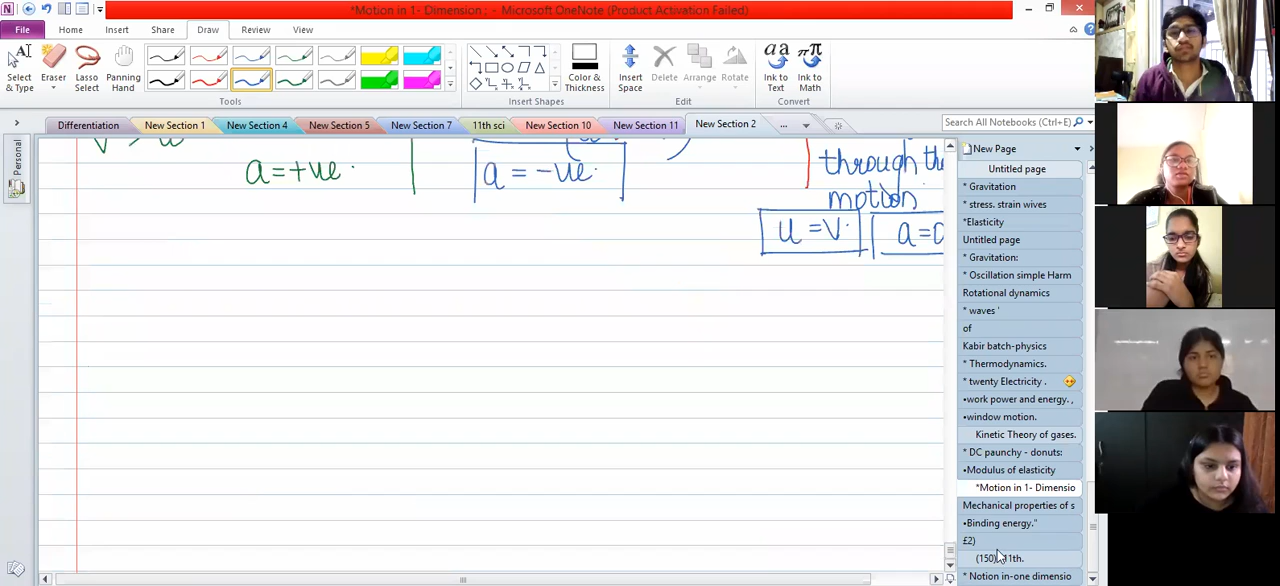 *Motion in 1- Dimension : - Microsoft OneNote (Product Activation Failed)
File Home Insert Share Draw Review View
Select & Type
Eraser
Lasso Select
Panning Hand
Color & Thickness
Insert Space
Delete
Arrange
Rotate
Ink to Text
Ink to Math
Tools
Insert Shapes
Edit
Convert
Differentiation New Section 1 New Section 4 New Section 5 New Section 7 11th sci New Section 10 New Section 11 New Section 2 ...
Search All Notebooks (Ctrl+E)
Personal
a = +ve.
a = -ve.
through the
motion
u = v.
New Page
Untitled page
* Gravitation
* stress. strain wives
*Elasticity
Untitled page
* Gravitation:
* Oscillation simple Harm
Rotational dynamics
* waves '
of
Kabir batch-physics
* Thermodynamics.
* twenty Electricity .
•work power and energy. ,
•window motion.
Kinetic Theory of gases.
* DC paunchy - donuts:
•Modulus of elasticity
*Motion in 1- Dimensio
Mechanical properties of s
•Binding energy."
£2)
* Notion in-one dimensio